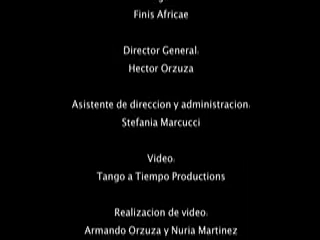 Finis Africae
Director General.
Hector Orzuza
Asistente de direccion y administracion.
Stefania Marcucci
Video.
Tango a Tiempo Productions
Realizacion de video.
Armando Orzuza y Nuria Martinez